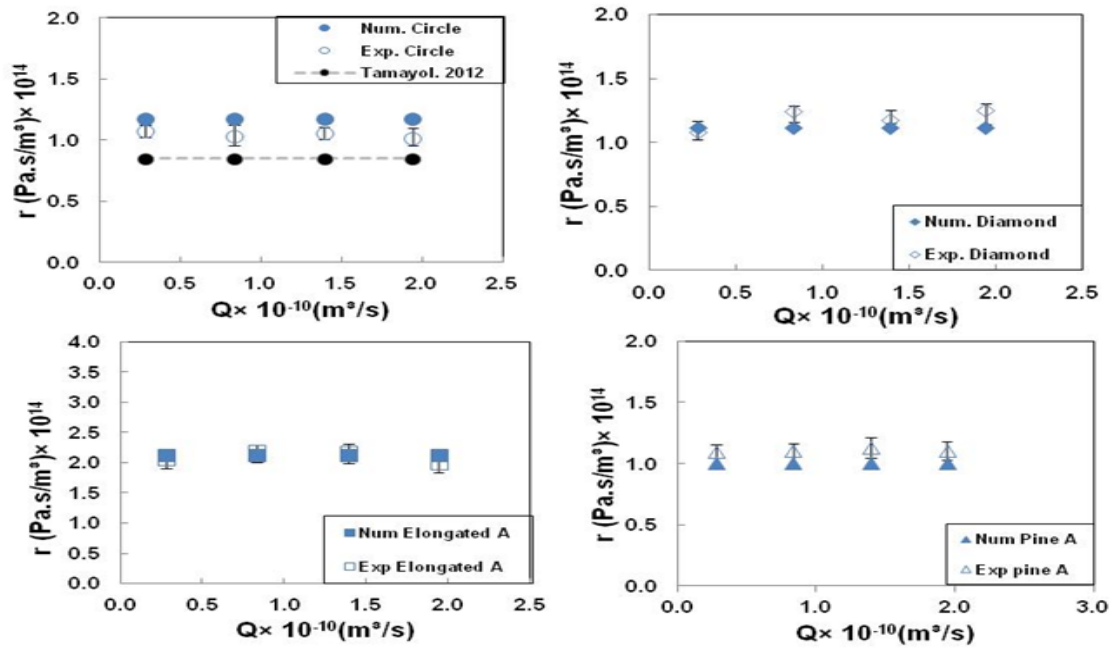 2.0
1.5
1.0
0.5
0.0
r (Pa.s/m³)× 10¹⁴
Num. Circle
Exp. Circle
Tamayol. 2012
0.0 0.5 1.0 1.5 2.0 2.5
Q× 10⁻¹⁰(m³/s)
2.0
1.5
1.0
0.5
0.0
r (Pa.s/m³)× 10¹⁴
Num. Diamond
Exp. Diamond
0.0 0.5 1.0 1.5 2.0 2.5
Q× 10⁻¹⁰(m³/s)
4.0
3.5
3.0
2.5
2.0
1.5
1.0
0.5
0.0
r (Pa.s/m³)× 10¹⁴
Num Elongated A
Exp Elongated A
0.0 0.5 1.0 1.5 2.0 2.5
Q× 10⁻¹⁰(m³/s)
2.0
1.5
1.0
0.5
0.0
r (Pa.s/m³)× 10¹⁴
Num Pine A
Exp pine A
0.0 1.0 2.0 3.0
Q× 10⁻¹⁰(m³/s)